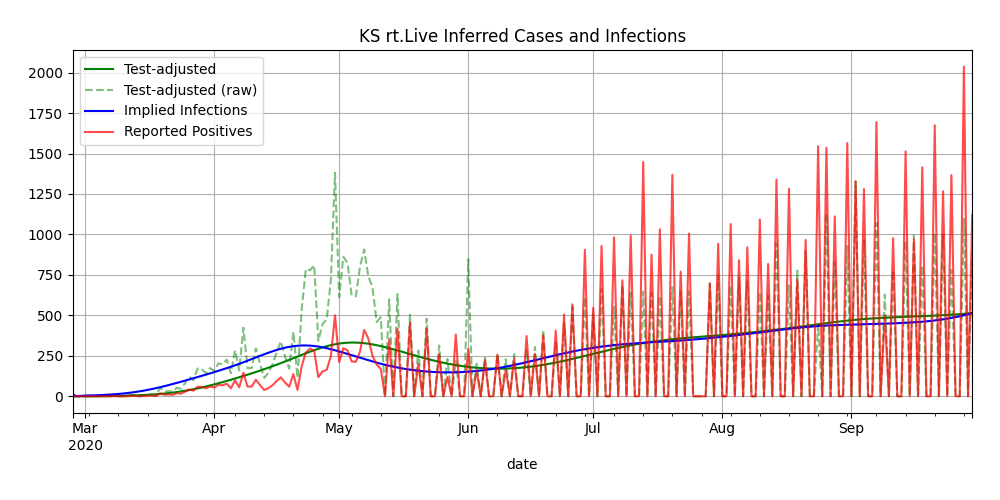 KS rt.Live Inferred Cases and Infections
Test-adjusted
Test-adjusted (raw)
Implied Infections
Reported Positives
2000
1750
1500
1250
1000
750
500
250
0
Mar Apr May Jun Jul Aug Sep
2020
date